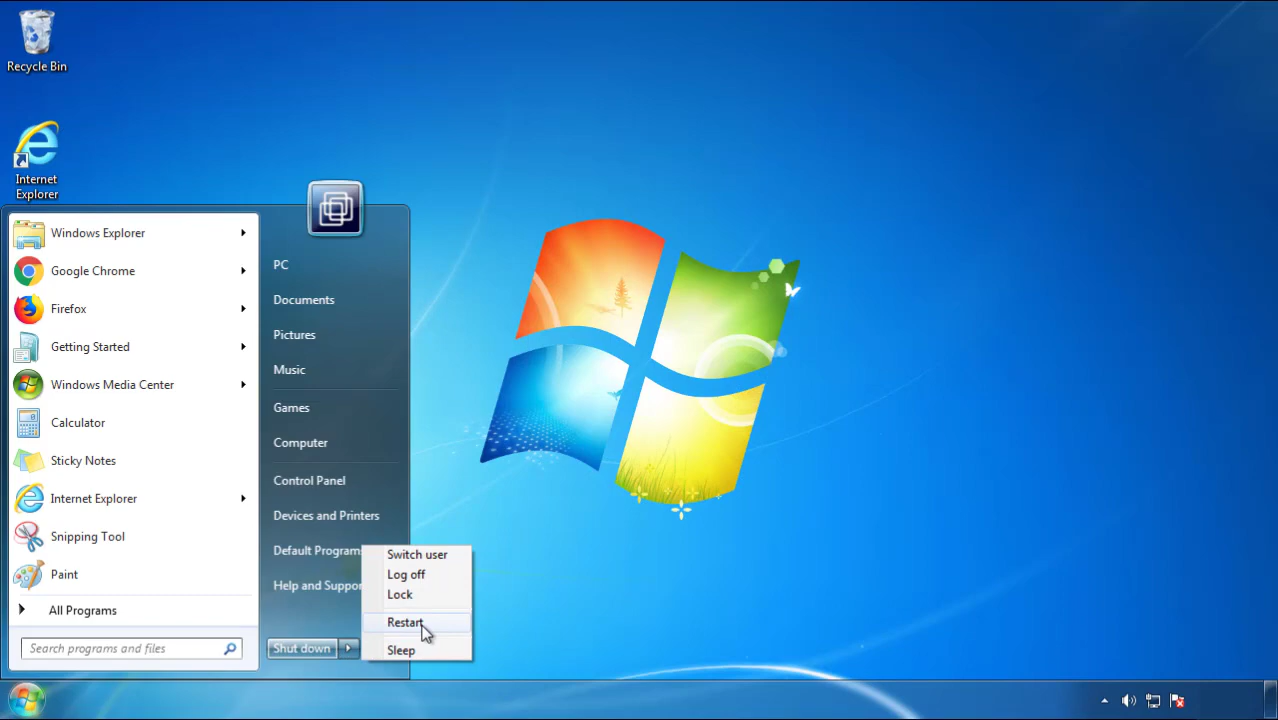 Recycle Bin
Internet
Explorer
Windows Explorer
Google Chrome
Firefox
Getting Started
Windows Media Center
Calculator
Sticky Notes
Internet Explorer
Snipping Tool
Paint
All Programs
Search programs and files
PC
Documents
Pictures
Music
Games
Computer
Control Panel
Devices and Printers
Default Program
Help and Suppor
Shut down
Switch user
Log off
Lock
Restart
Sleep